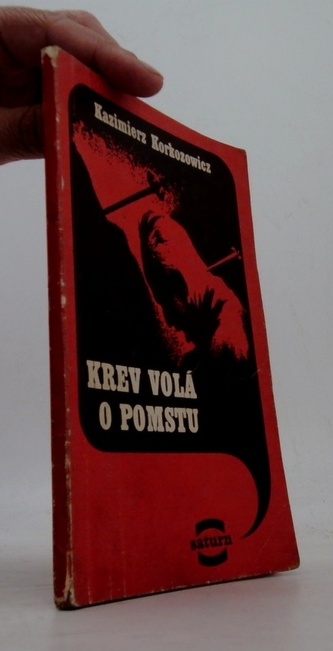 Kazimierz Korkozowicz
KREV VOLÁ
O POMSTU
saturn